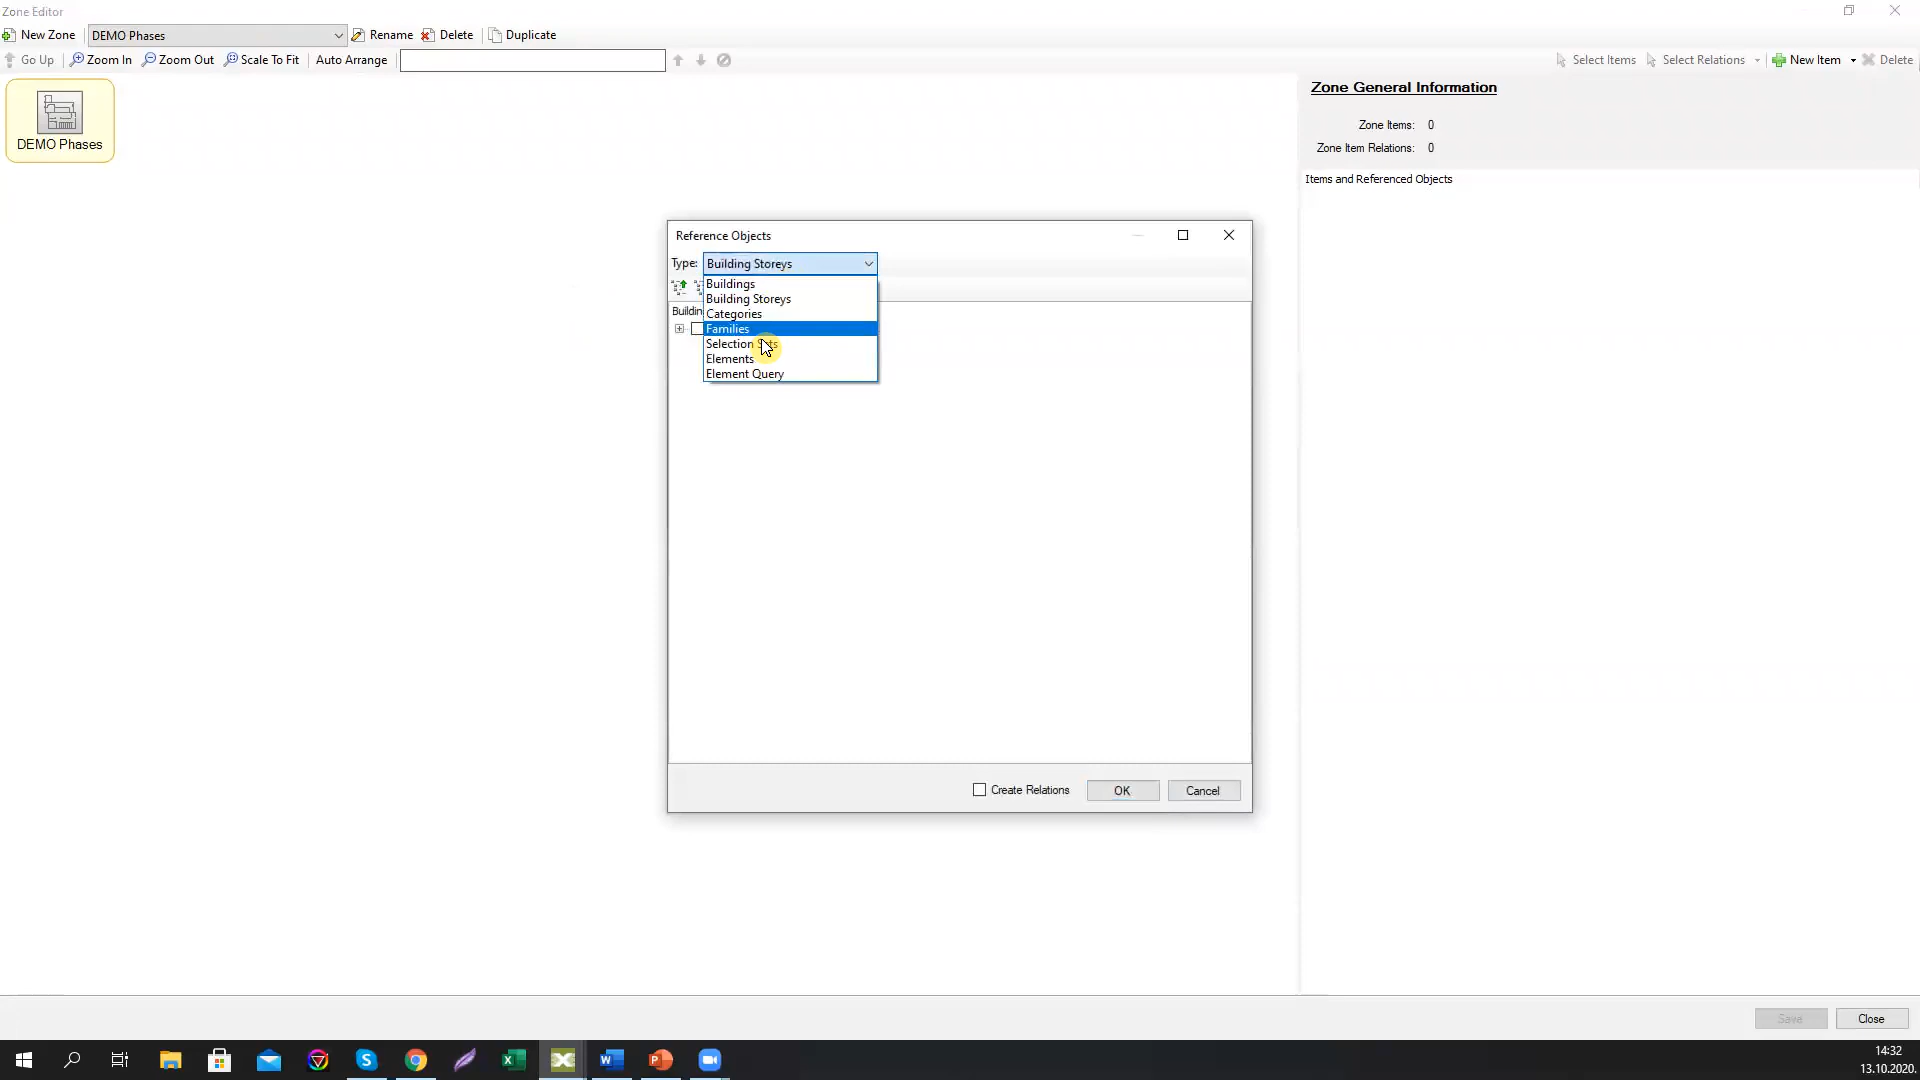 Zone Editor
New Zone DEMO Phases Rename Delete Duplicate
Go Up Zoom In Zoom Out Scale To Fit Auto Arrange Select Items Select Relations New Item Delete
DEMO Phases
Zone General Information
Zone Items: 0
Zone Item Relations: 0
Items and Referenced Objects
Reference Objects
Type: Building Storeys
Buildings
Building Storeys
Categories
Families
Selection Sets
Elements
Element Query
Create Relations OK Cancel
Save Close
14:32
13.10.2020.